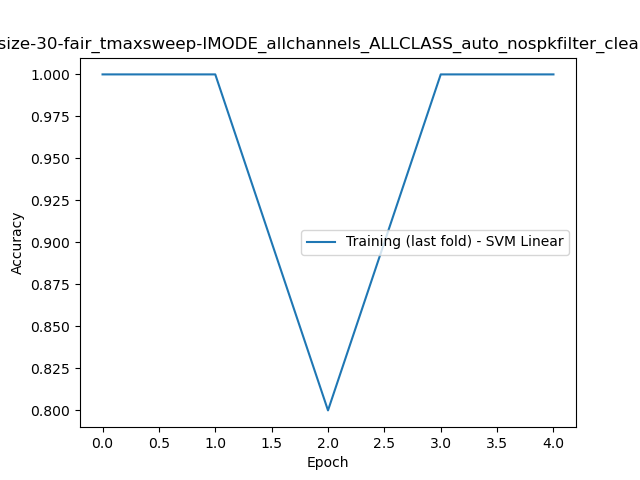 size-30-fair_tmaxsweep-IMODE_allchannels_ALLCLASS_auto_nospkfilter_clea
1.000
0.975
0.950
0.925
0.900
0.875
0.850
0.825
0.800
Accuracy
Training (last fold) - SVM Linear
0.0 0.5 1.0 1.5 2.0 2.5 3.0 3.5 4.0
Epoch